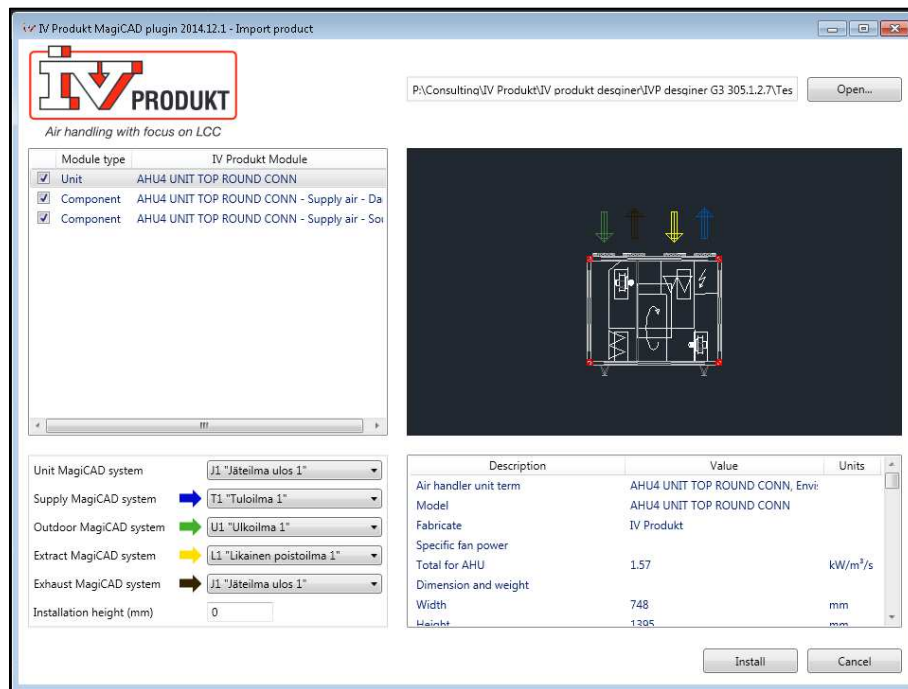 IV Produkt MagiCAD plugin 2014.12.1 - Import product
IV PRODUKT
Air handling with focus on LCC
P:\Consulting\IV Produkt\IV produkt desginer\IVP desginer G3 305.1.2.7\Tes
Open...
Module type IV Produkt Module
Unit AHU4 UNIT TOP ROUND CONN
Component AHU4 UNIT TOP ROUND CONN - Supply air - Da
Component AHU4 UNIT TOP ROUND CONN - Supply air - Sou
Unit MagiCAD system J1 "Jäteilma ulos 1"
Supply MagiCAD system T1 "Tuloilma 1"
Outdoor MagiCAD system U1 "Ulkoilma 1"
Extract MagiCAD system L1 "Likainen poistoilma 1"
Exhaust MagiCAD system J1 "Jäteilma ulos 1"
Installation height (mm) 0
Description Value Units
Air handler unit term AHU4 UNIT TOP ROUND CONN, Envi
Model AHU4 UNIT TOP ROUND CONN
Fabricate IV Produkt
Specific fan power
Total for AHU 1.57 kW/m³/s
Dimension and weight
Width 748 mm
Height 1395 mm
Install
Cancel